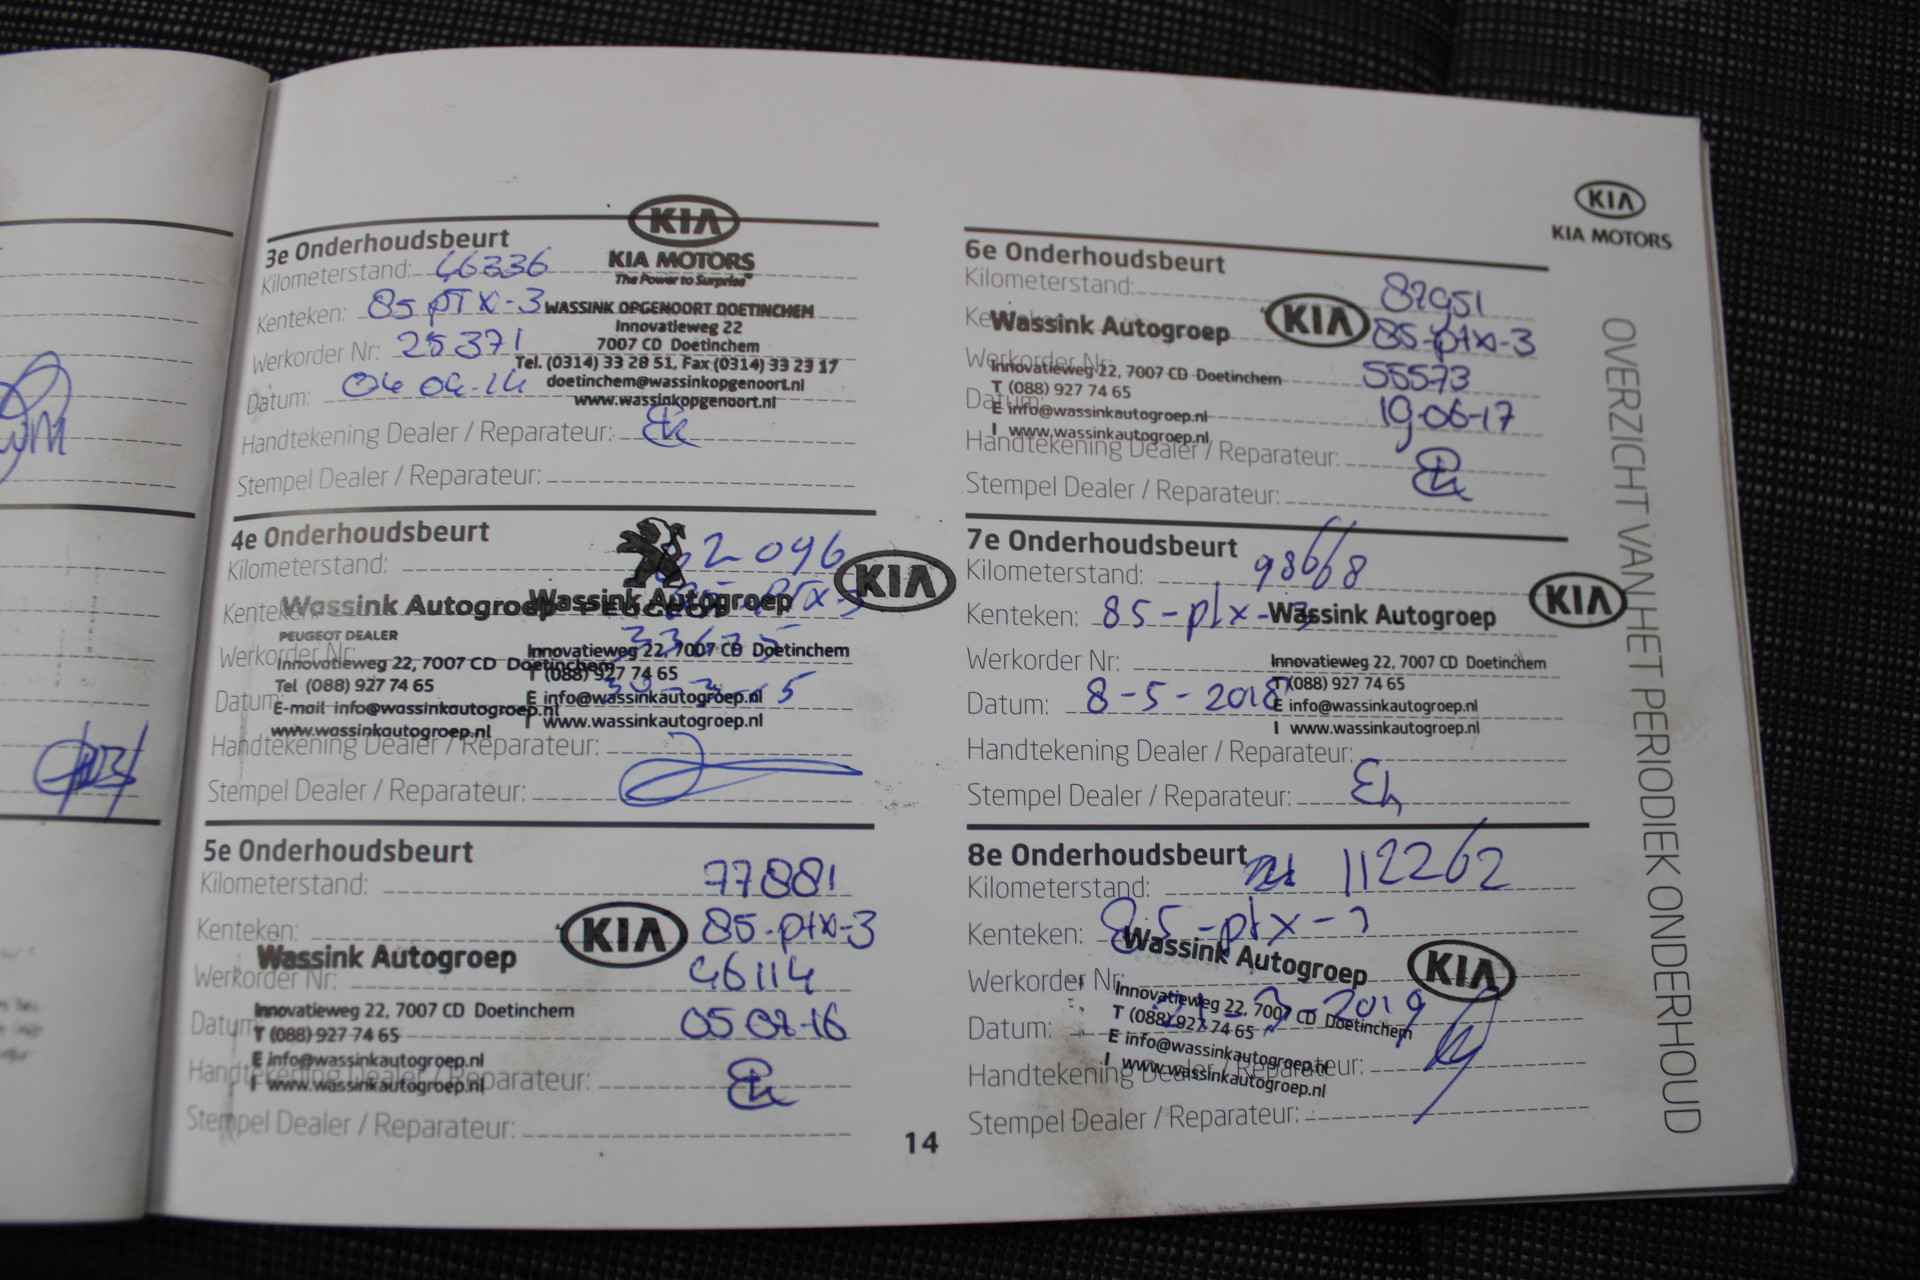 KIA
KIA MOTORS
3e Onderhoudsbeurt
KIA
KIA MOTORS
The Power to Surprise™
Kilometerstand: 46336
Kenteken: 85 PTX-3
WASSINK OPGENOORT DOETINCHEM
Innovatieweg 22
7007 CD Doetinchem
Werkorder Nr: 25371
Tel. (0314) 33 28 51, Fax (0314) 33 23 17
doetinchem@wassinkopgenoort.nl
www.wassinkopgenoort.nl
Datum: 04 04-14
Handtekening Dealer / Reparateur:
Stempel Dealer / Reparateur:
4e Onderhoudsbeurt
Kilometerstand: 62096
KIA
Kenteken:
Wassink Autogroep PEUGEOT
Wassink Autogroep
PEUGEOT DEALER
Werkorder Nr:
Innovatieweg 22, 7007 CD Doetinchem
Tel (088) 927 74 65
E-mail info@wassinkautogroep.nl
www.wassinkautogroep.nl
Innovatieweg 22, 7007 CD Doetinchem
T (088) 927 74 65
E info@wassinkautogroep.nl
I www.wassinkautogroep.nl
Datum:
Handtekening Dealer / Reparateur:
Stempel Dealer / Reparateur:
5e Onderhoudsbeurt
Kilometerstand: 77881
Kenteken: 85-ptx-3
KIA
Wassink Autogroep
Werkorder Nr: 46114
Innovatieweg 22, 7007 CD Doetinchem
T (088) 927 74 65
E info@wassinkautogroep.nl
I www.wassinkautogroep.nl
Datum: 05 07-16
Handtekening Dealer / Reparateur:
Stempel Dealer / Reparateur:
6e Onderhoudsbeurt
Kilometerstand: 87951
Kenteken: 85-ptx-3
Wassink Autogroep
KIA
Werkorder Nr: 55573
Innovatieweg 22, 7007 CD Doetinchem
T (088) 927 74 65
E info@wassinkautogroep.nl
I www.wassinkautogroep.nl
Datum: 19-06-17
Handtekening Dealer / Reparateur:
Stempel Dealer / Reparateur:
7e Onderhoudsbeurt
Kilometerstand: 98668
Kenteken: 85-ptx-3
Wassink Autogroep
KIA
Werkorder Nr:
Innovatieweg 22, 7007 CD Doetinchem
T (088) 927 74 65
E info@wassinkautogroep.nl
I www.wassinkautogroep.nl
Datum: 8-5-2018
Handtekening Dealer / Reparateur:
Stempel Dealer / Reparateur:
8e Onderhoudsbeurt
Kilometerstand: 112262
Kenteken: 85-ptx-3
Wassink Autogroep
KIA
Werkorder Nr:
Innovatieweg 22, 7007 CD Doetinchem
T (088) 927 74 65
E info@wassinkautogroep.nl
I www.wassinkautogroep.nl
Datum: 3-2019
Handtekening Dealer / Reparateur:
Stempel Dealer / Reparateur:
14
OVERZICHT VAN HET PERIODIEK ONDERHOUD